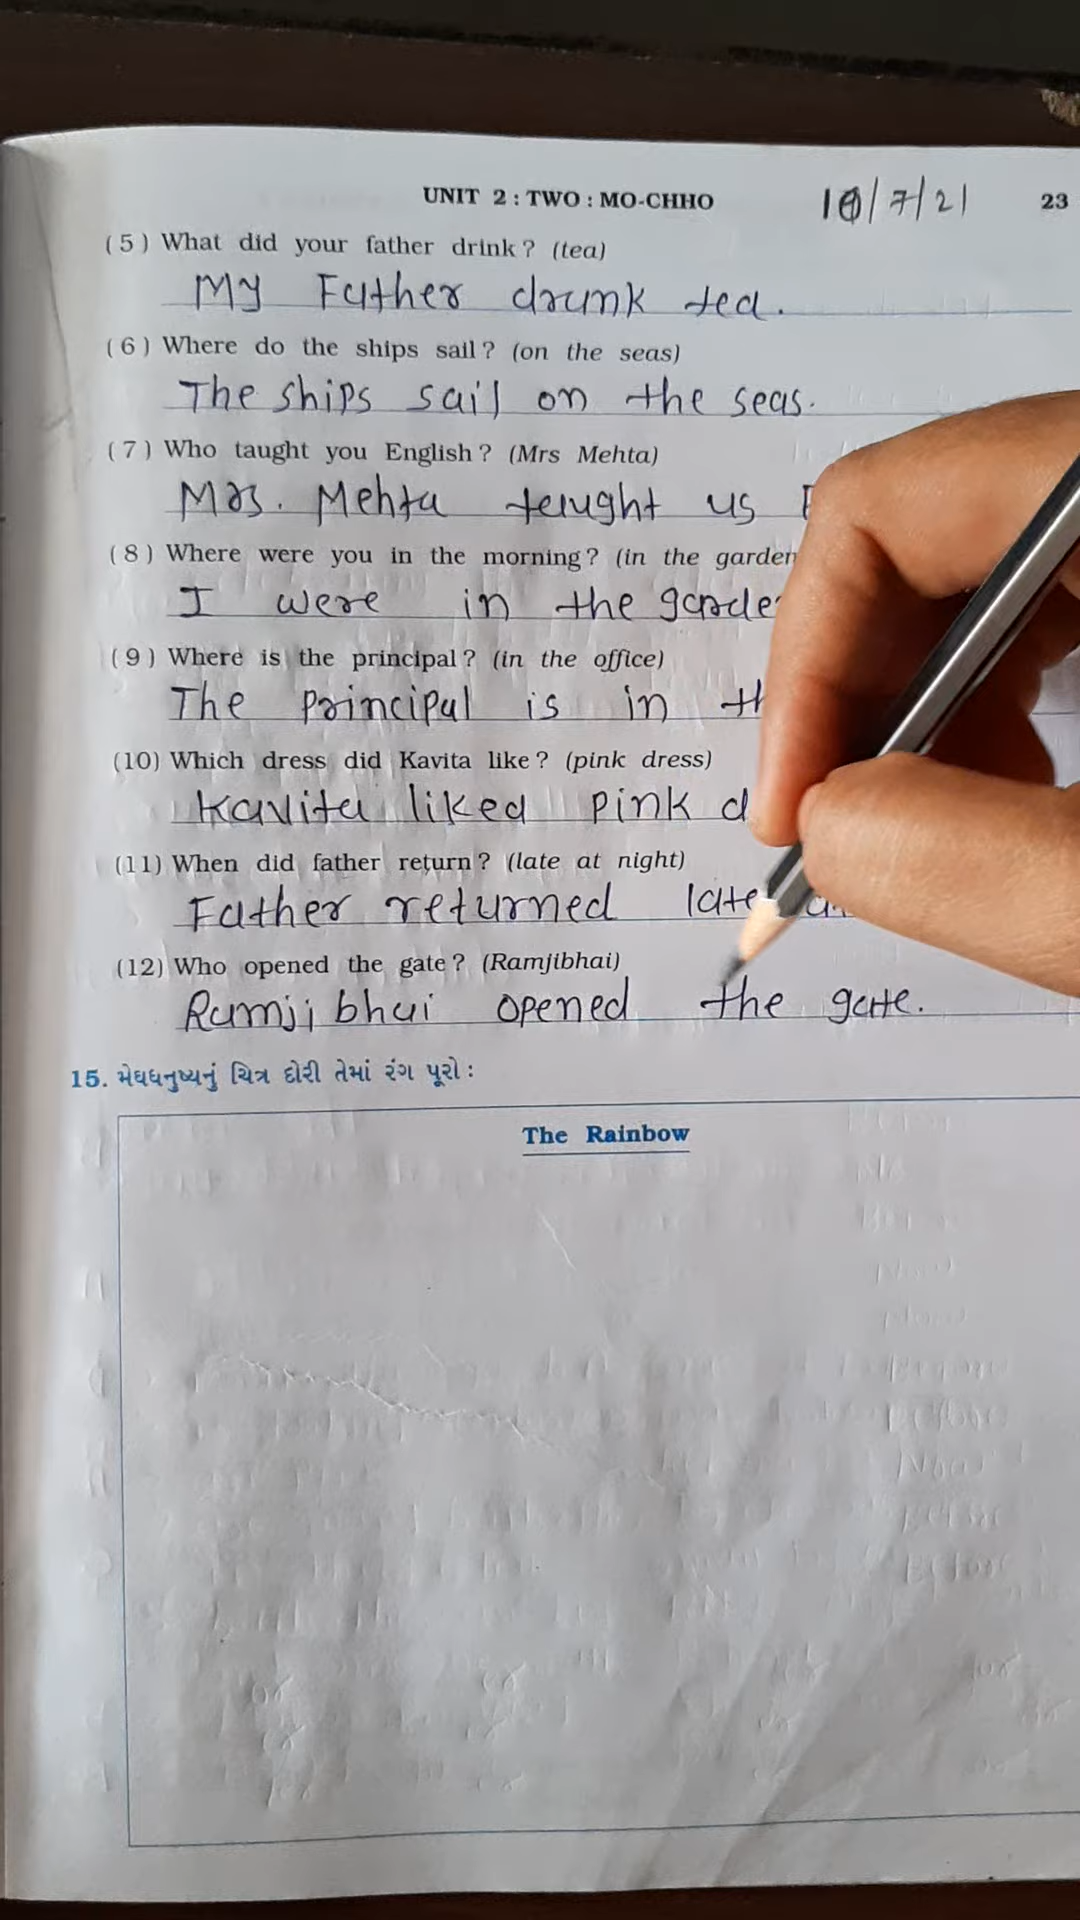 UNIT 2 : TWO : MO-CHHO 10/7/21 23
(5) What did your father drink ? (tea)
My Father drank tea.
(6) Where do the ships sail ? (on the seas)
The ships sail on the seas.
(7) Who taught you English ? (Mrs Mehta)
Mrs. Mehta taught us
(8) Where were you in the morning ? (in the garden
I were in the garde
(9) Where is the principal ? (in the office)
The principal is in th
(10) Which dress did Kavita like ? (pink dress)
Kavita liked pink d
(11) When did father return ? (late at night)
Father returned late
(12) Who opened the gate ? (Ramjibhai)
Ramjibhai opened the gate.
15. મેઘધનુષ્યનું ચિત્ર દોરી તેમાં રંગ પૂરો :
The Rainbow